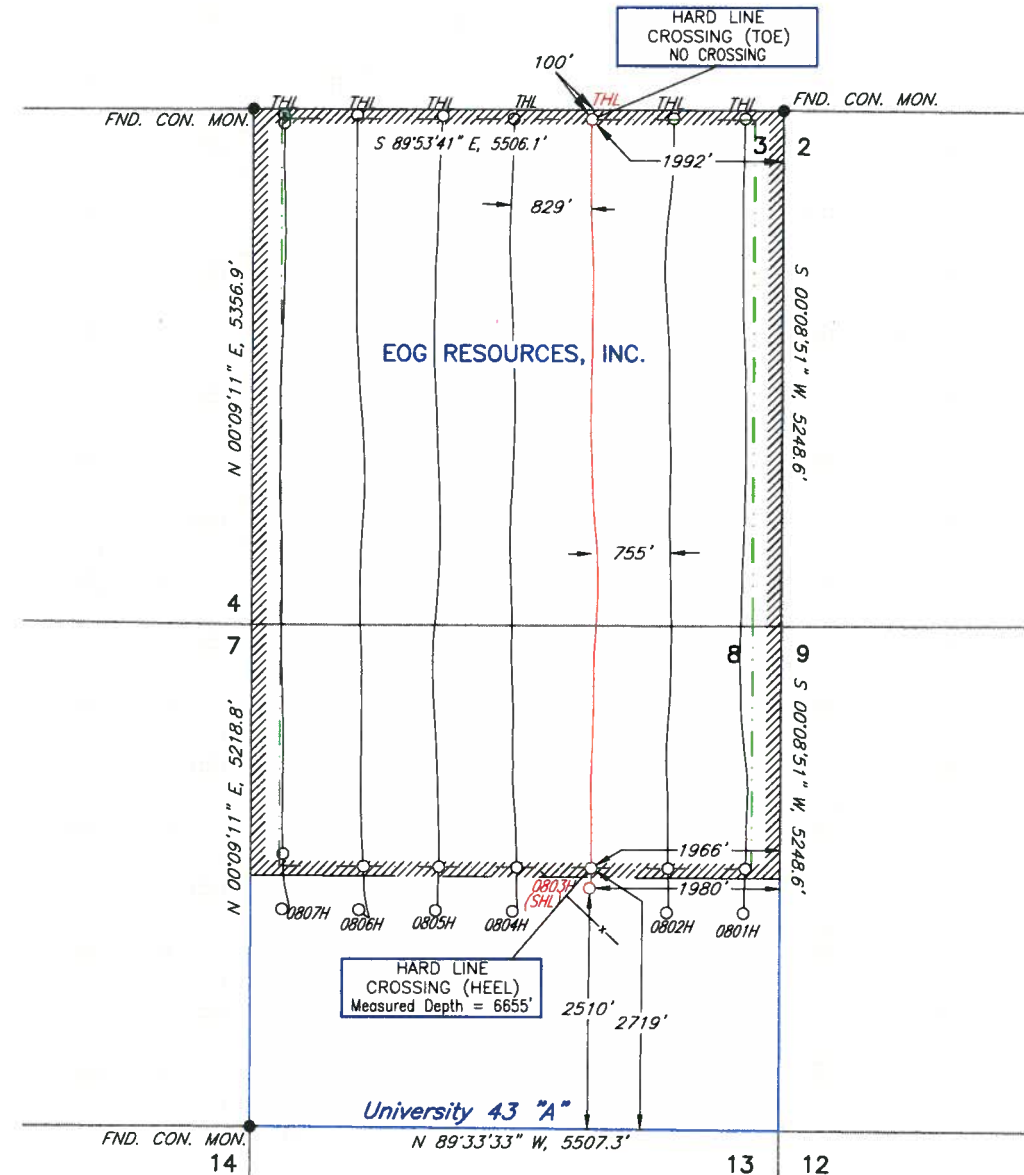 HARD LINE
CROSSING (TOE)
NO CROSSING
100'
THL THL THL THL THL THL THL
FND. CON. MON.
FND. CON. MON.
S 89°53'41" E, 5506.1'
3 2
1992'
829'
N 00°09'11" E, 5356.9'
S 00°08'51" W, 5248.6'
EOG RESOURCES, INC.
755'
4
7
8 9
N 00°09'11" E, 5218.8'
S 00°08'51" W, 5248.6'
1966'
0803H
(SHL)
1980'
0807H 0806H 0805H 0804H 0802H 0801H
x
HARD LINE
CROSSING (HEEL)
Measured Depth = 6655'
2510'
2719'
University 43 "A"
FND. CON. MON.
N 89°33'33" W, 5507.3'
14 13 12